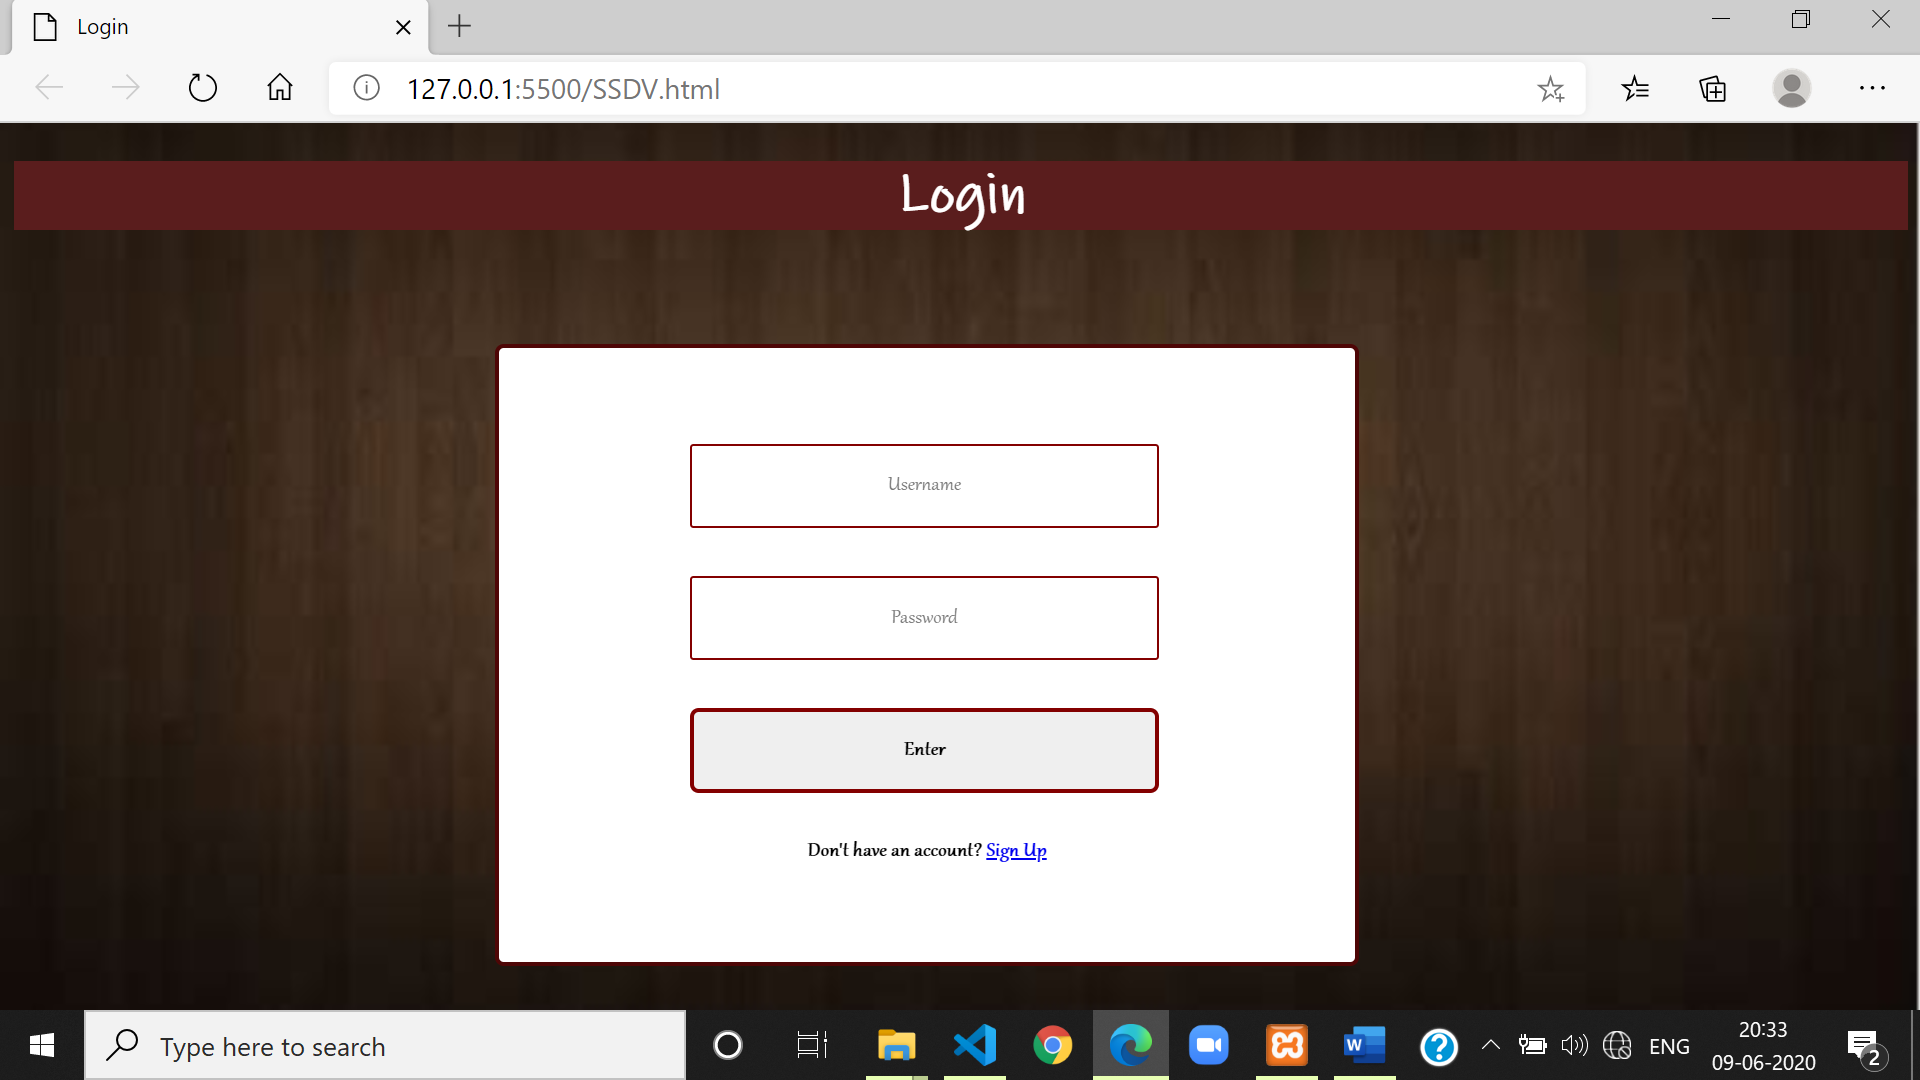 Login
127.0.0.1:5500/SSDV.html
Login
Username
Password
Enter
Don't have an account? Sign Up
Type here to search
W
?
ENG
20:33
09-06-2020
2